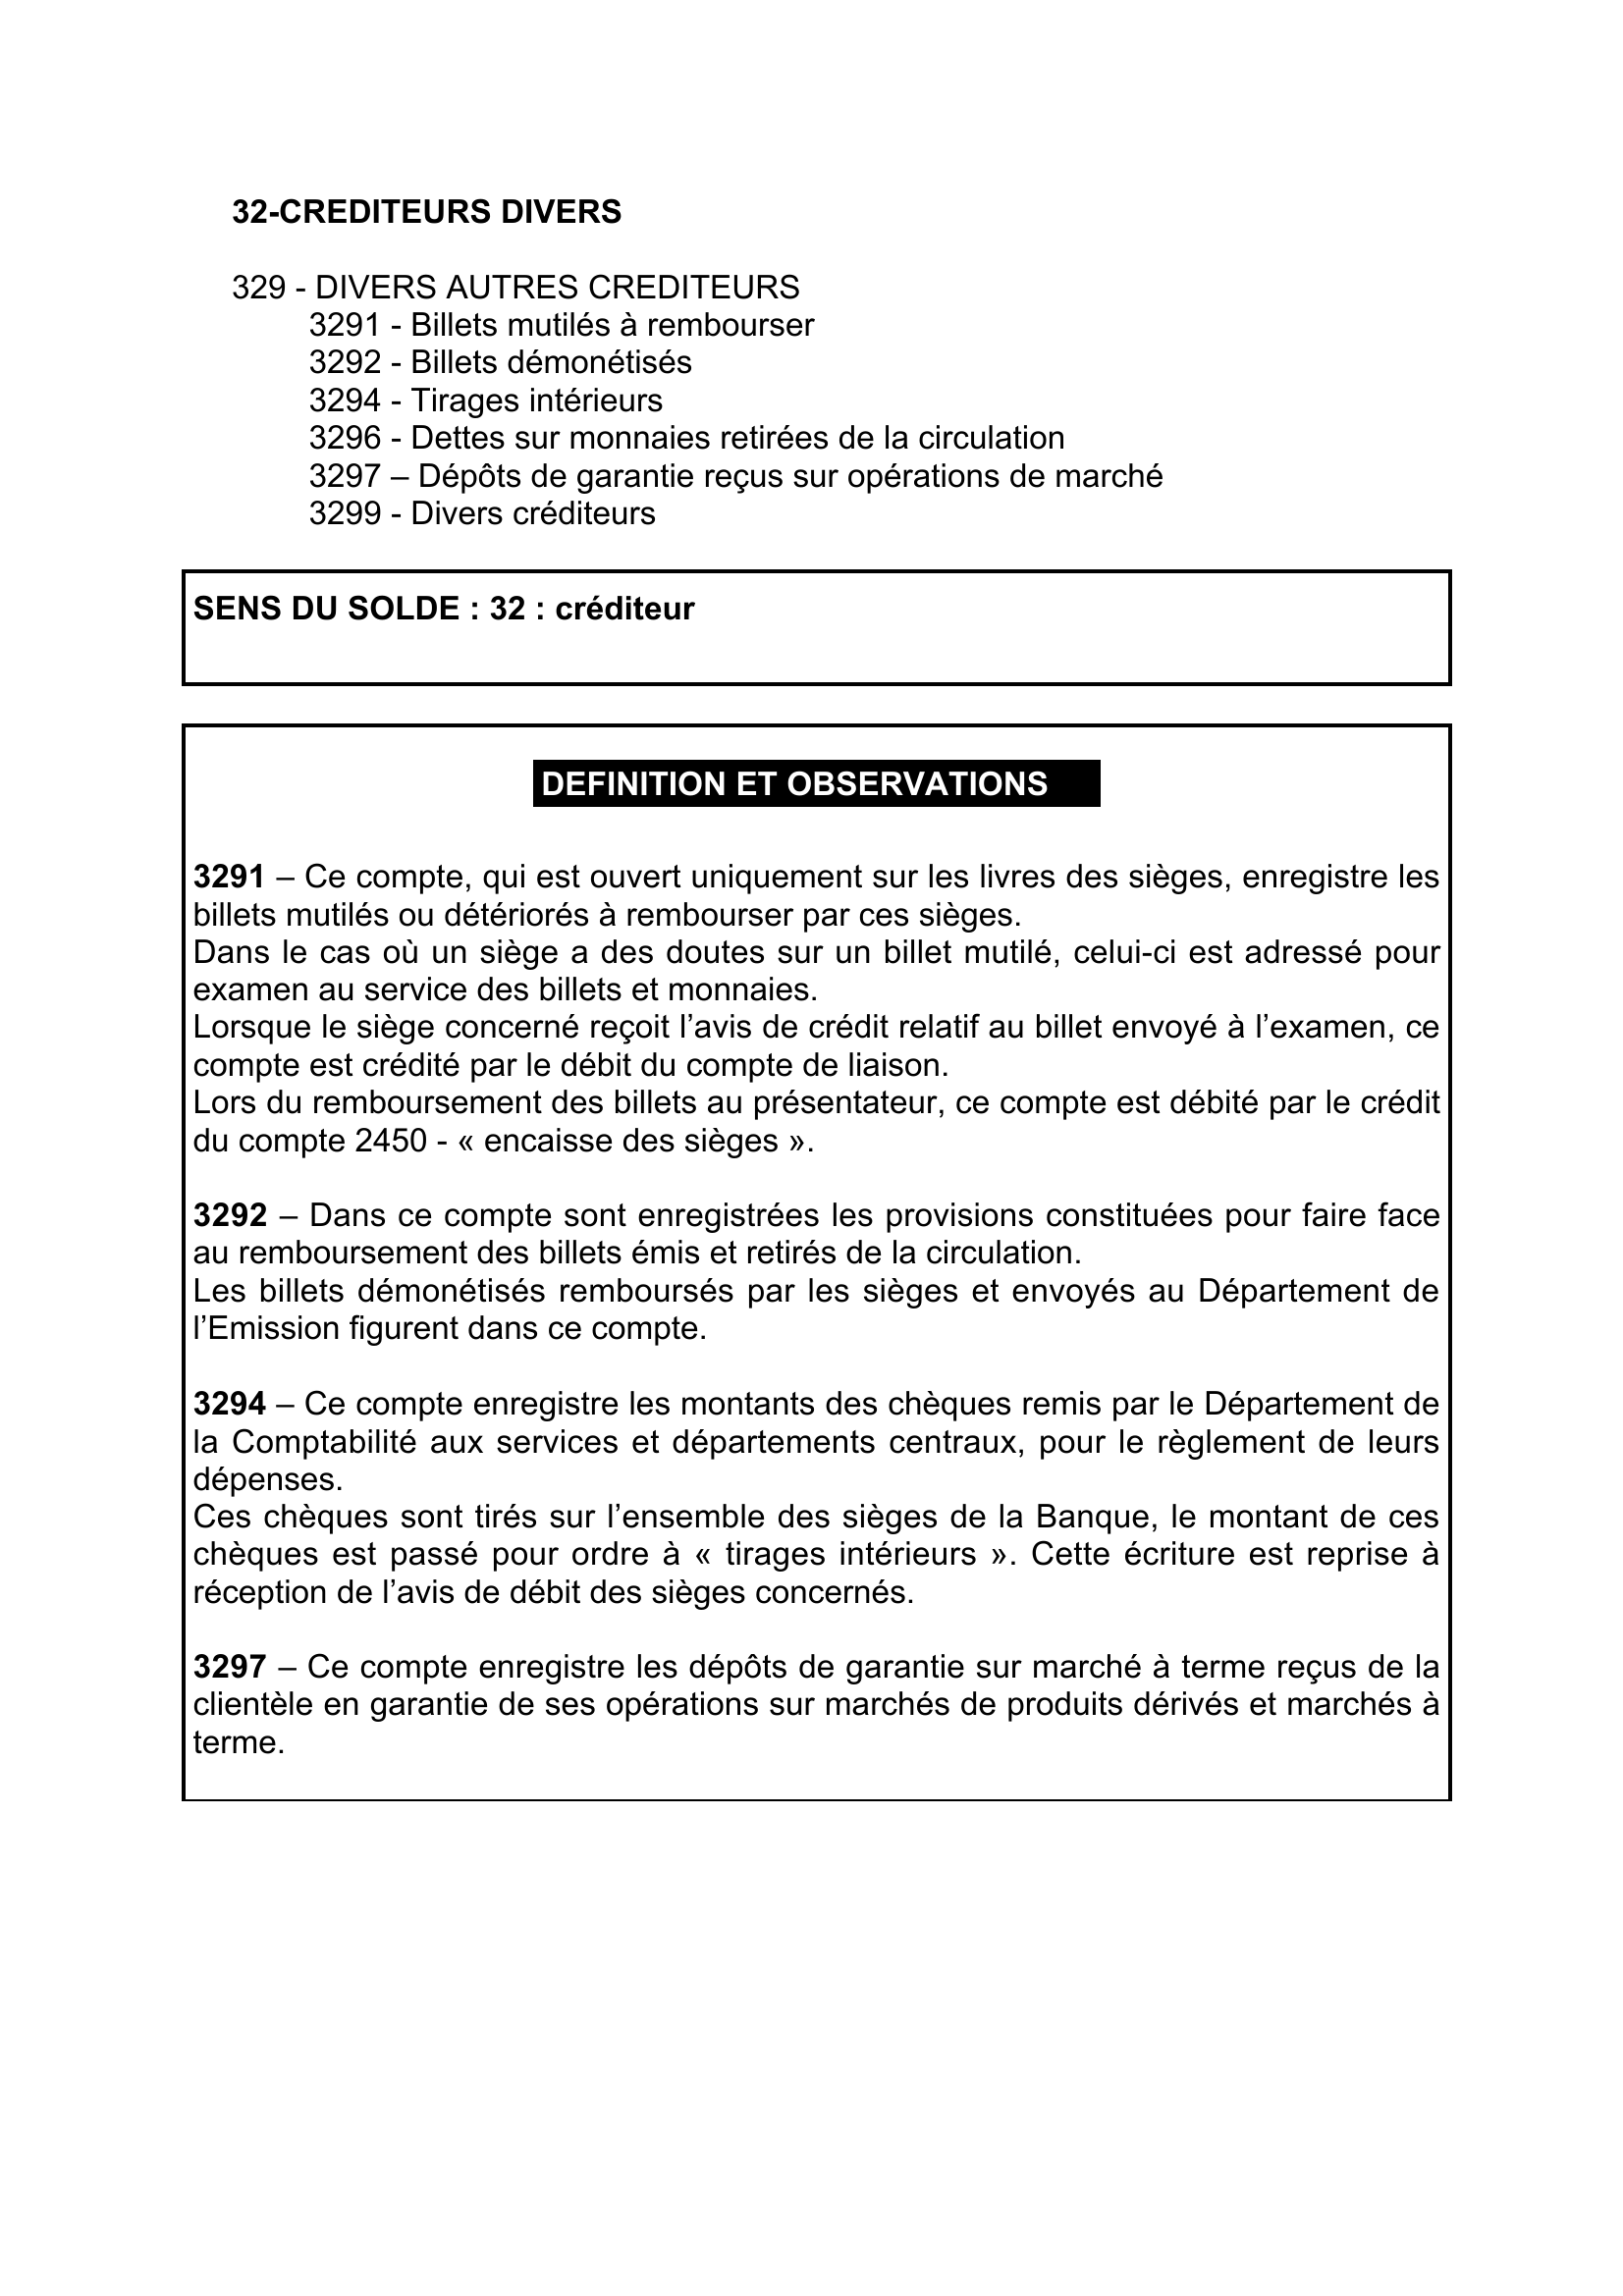 32-CREDITEURS DIVERS
329 - DIVERS AUTRES CREDITEURS
3291 - Billets mutilés à rembourser
3292 - Billets démonétisés
3294 - Tirages intérieurs
3296 - Dettes sur monnaies retirées de la circulation
3297 – Dépôts de garantie reçus sur opérations de marché
3299 - Divers créditeurs
SENS DU SOLDE : 32 : créditeur
DEFINITION ET OBSERVATIONS
3291 – Ce compte, qui est ouvert uniquement sur les livres des sièges, enregistre les
billets mutilés ou détériorés à rembourser par ces sièges.
Dans le cas où un siège a des doutes sur un billet mutilé, celui-ci est adressé pour
examen au service des billets et monnaies.
Lorsque le siège concerné reçoit l’avis de crédit relatif au billet envoyé à l’examen, ce
compte est crédité par le débit du compte de liaison.
Lors du remboursement des billets au présentateur, ce compte est débité par le crédit
du compte 2450 - « encaisse des sièges ».
3292 – Dans ce compte sont enregistrées les provisions constituées pour faire face
au remboursement des billets émis et retirés de la circulation.
Les billets démonétisés remboursés par les sièges et envoyés au Département de
l’Emission figurent dans ce compte.
3294 – Ce compte enregistre les montants des chèques remis par le Département de
la Comptabilité aux services et départements centraux, pour le règlement de leurs
dépenses.
Ces chèques sont tirés sur l’ensemble des sièges de la Banque, le montant de ces
chèques est passé pour ordre à « tirages intérieurs ». Cette écriture est reprise à
réception de l’avis de débit des sièges concernés.
3297 – Ce compte enregistre les dépôts de garantie sur marché à terme reçus de la
clientèle en garantie de ses opérations sur marchés de produits dérivés et marchés à
terme.